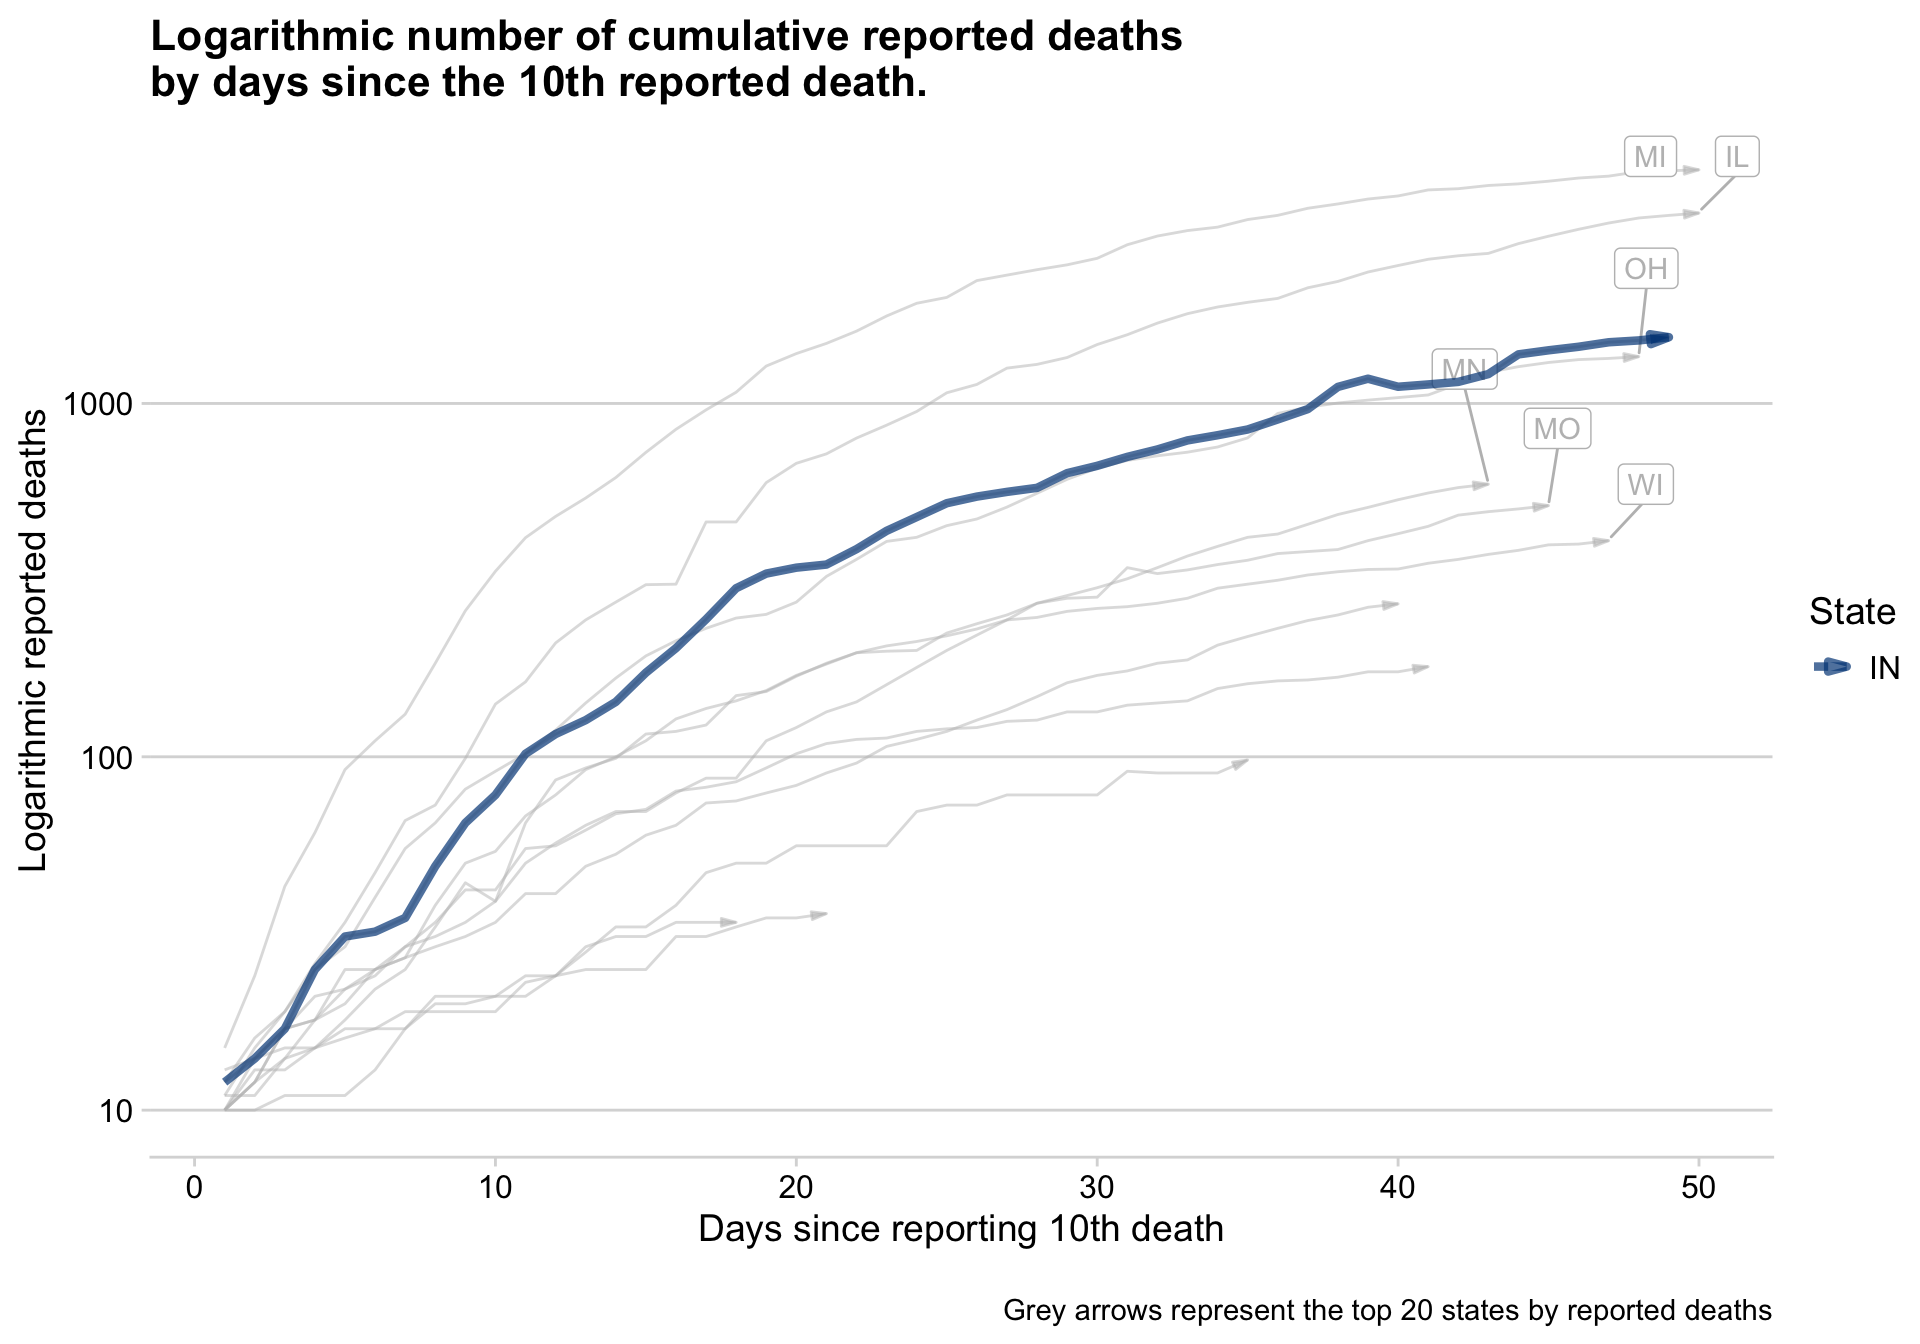 Logarithmic number of cumulative reported deaths
by days since the 10th reported death.
MI
IL
OH
MN
MO
WI
Logarithmic reported deaths
1000
100
10
State
IN
0 10 20 30 40 50
Days since reporting 10th death
Grey arrows represent the top 20 states by reported deaths